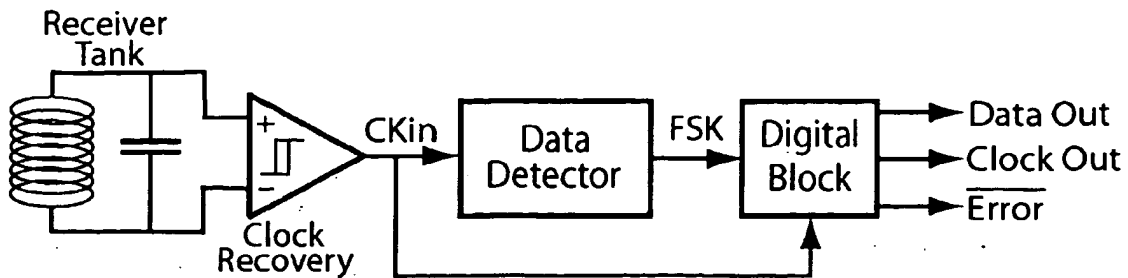 Receiver
Tank
+
−
Clock
Recovery
CKin
Data
Detector
FSK
Digital
Block
Data Out
Clock Out
Error